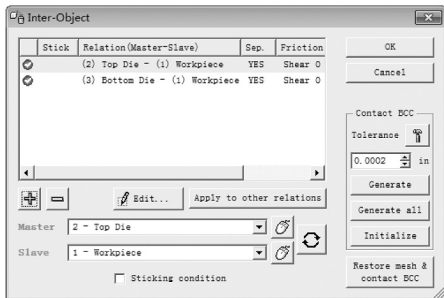 Inter-Object
Stick Relation(Master-Slave) Sep. Friction
(2) Top Die - (1) Workpiece YES Shear 0
(3) Bottom Die - (1) Workpiece YES Shear 0
OK
Cancel
Contact BCC
Tolerance
0.0002 in
Generate
Generate all
Initialize
Edit... Apply to other relations
Master 2 - Top Die
Slave 1 - Workpiece
Sticking condition
Restore mesh &
contact BCC